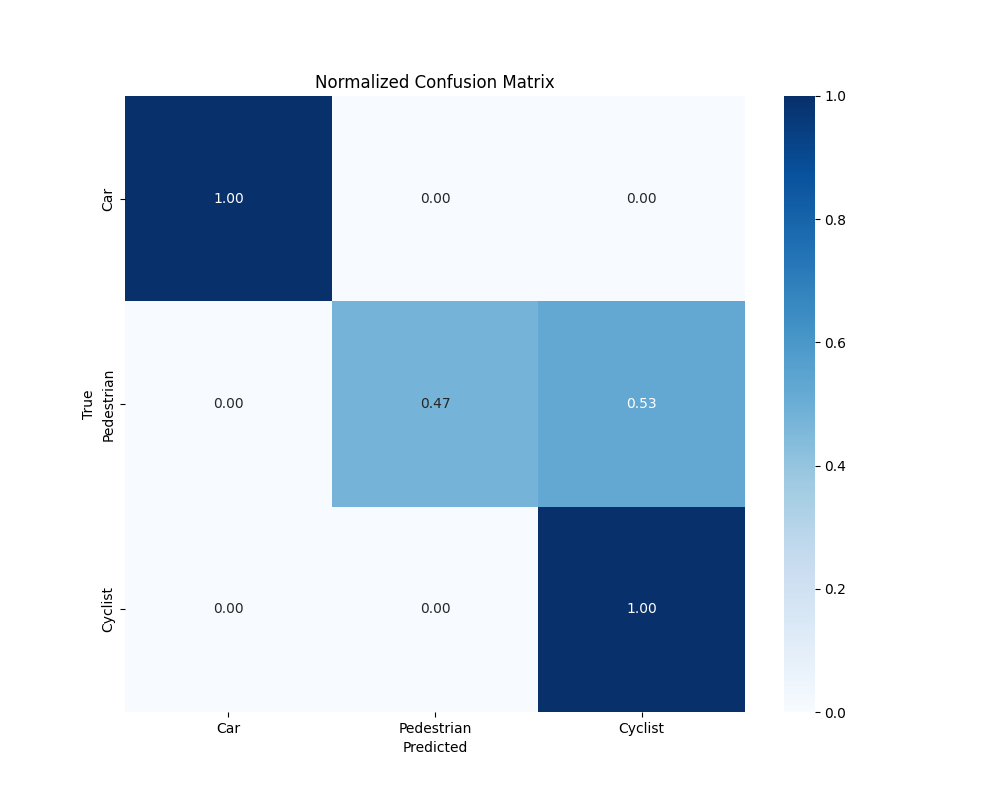 Normalized Confusion Matrix
True
Car
1.00 0.00 0.00
Pedestrian
0.00 0.47 0.53
Cyclist
0.00 0.00 1.00
Car Pedestrian Cyclist
Predicted
1.0
0.8
0.6
0.4
0.2
0.0